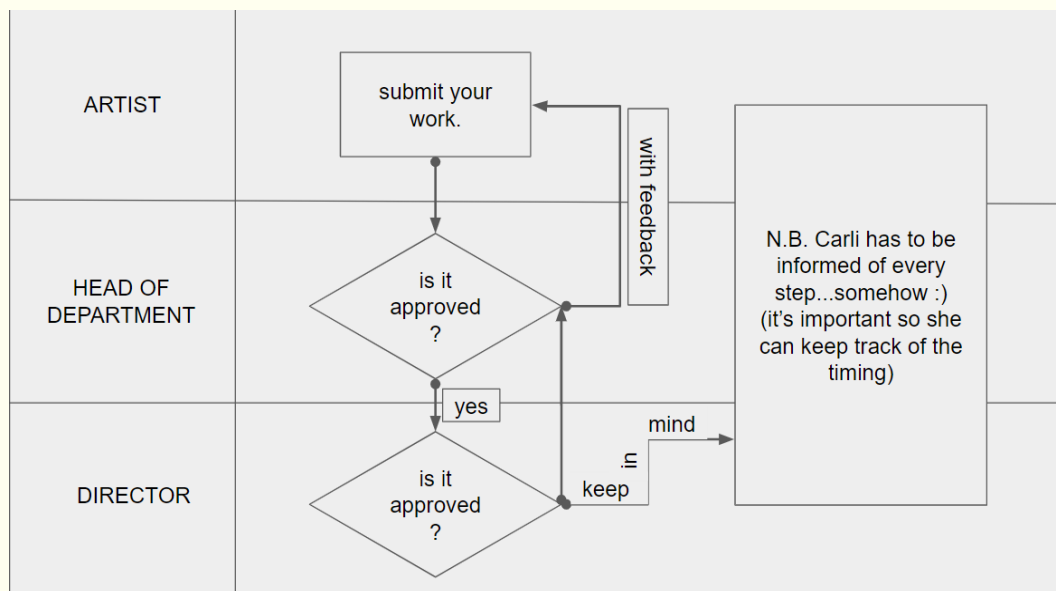 ARTIST
submit your
work.
with feedback
HEAD OF
DEPARTMENT
is it
approved
?
N.B. Carli has to be
informed of every
step...somehow :)
(it’s important so she
can keep track of the
timing)
yes
DIRECTOR
is it
approved
?
keep
in
mind